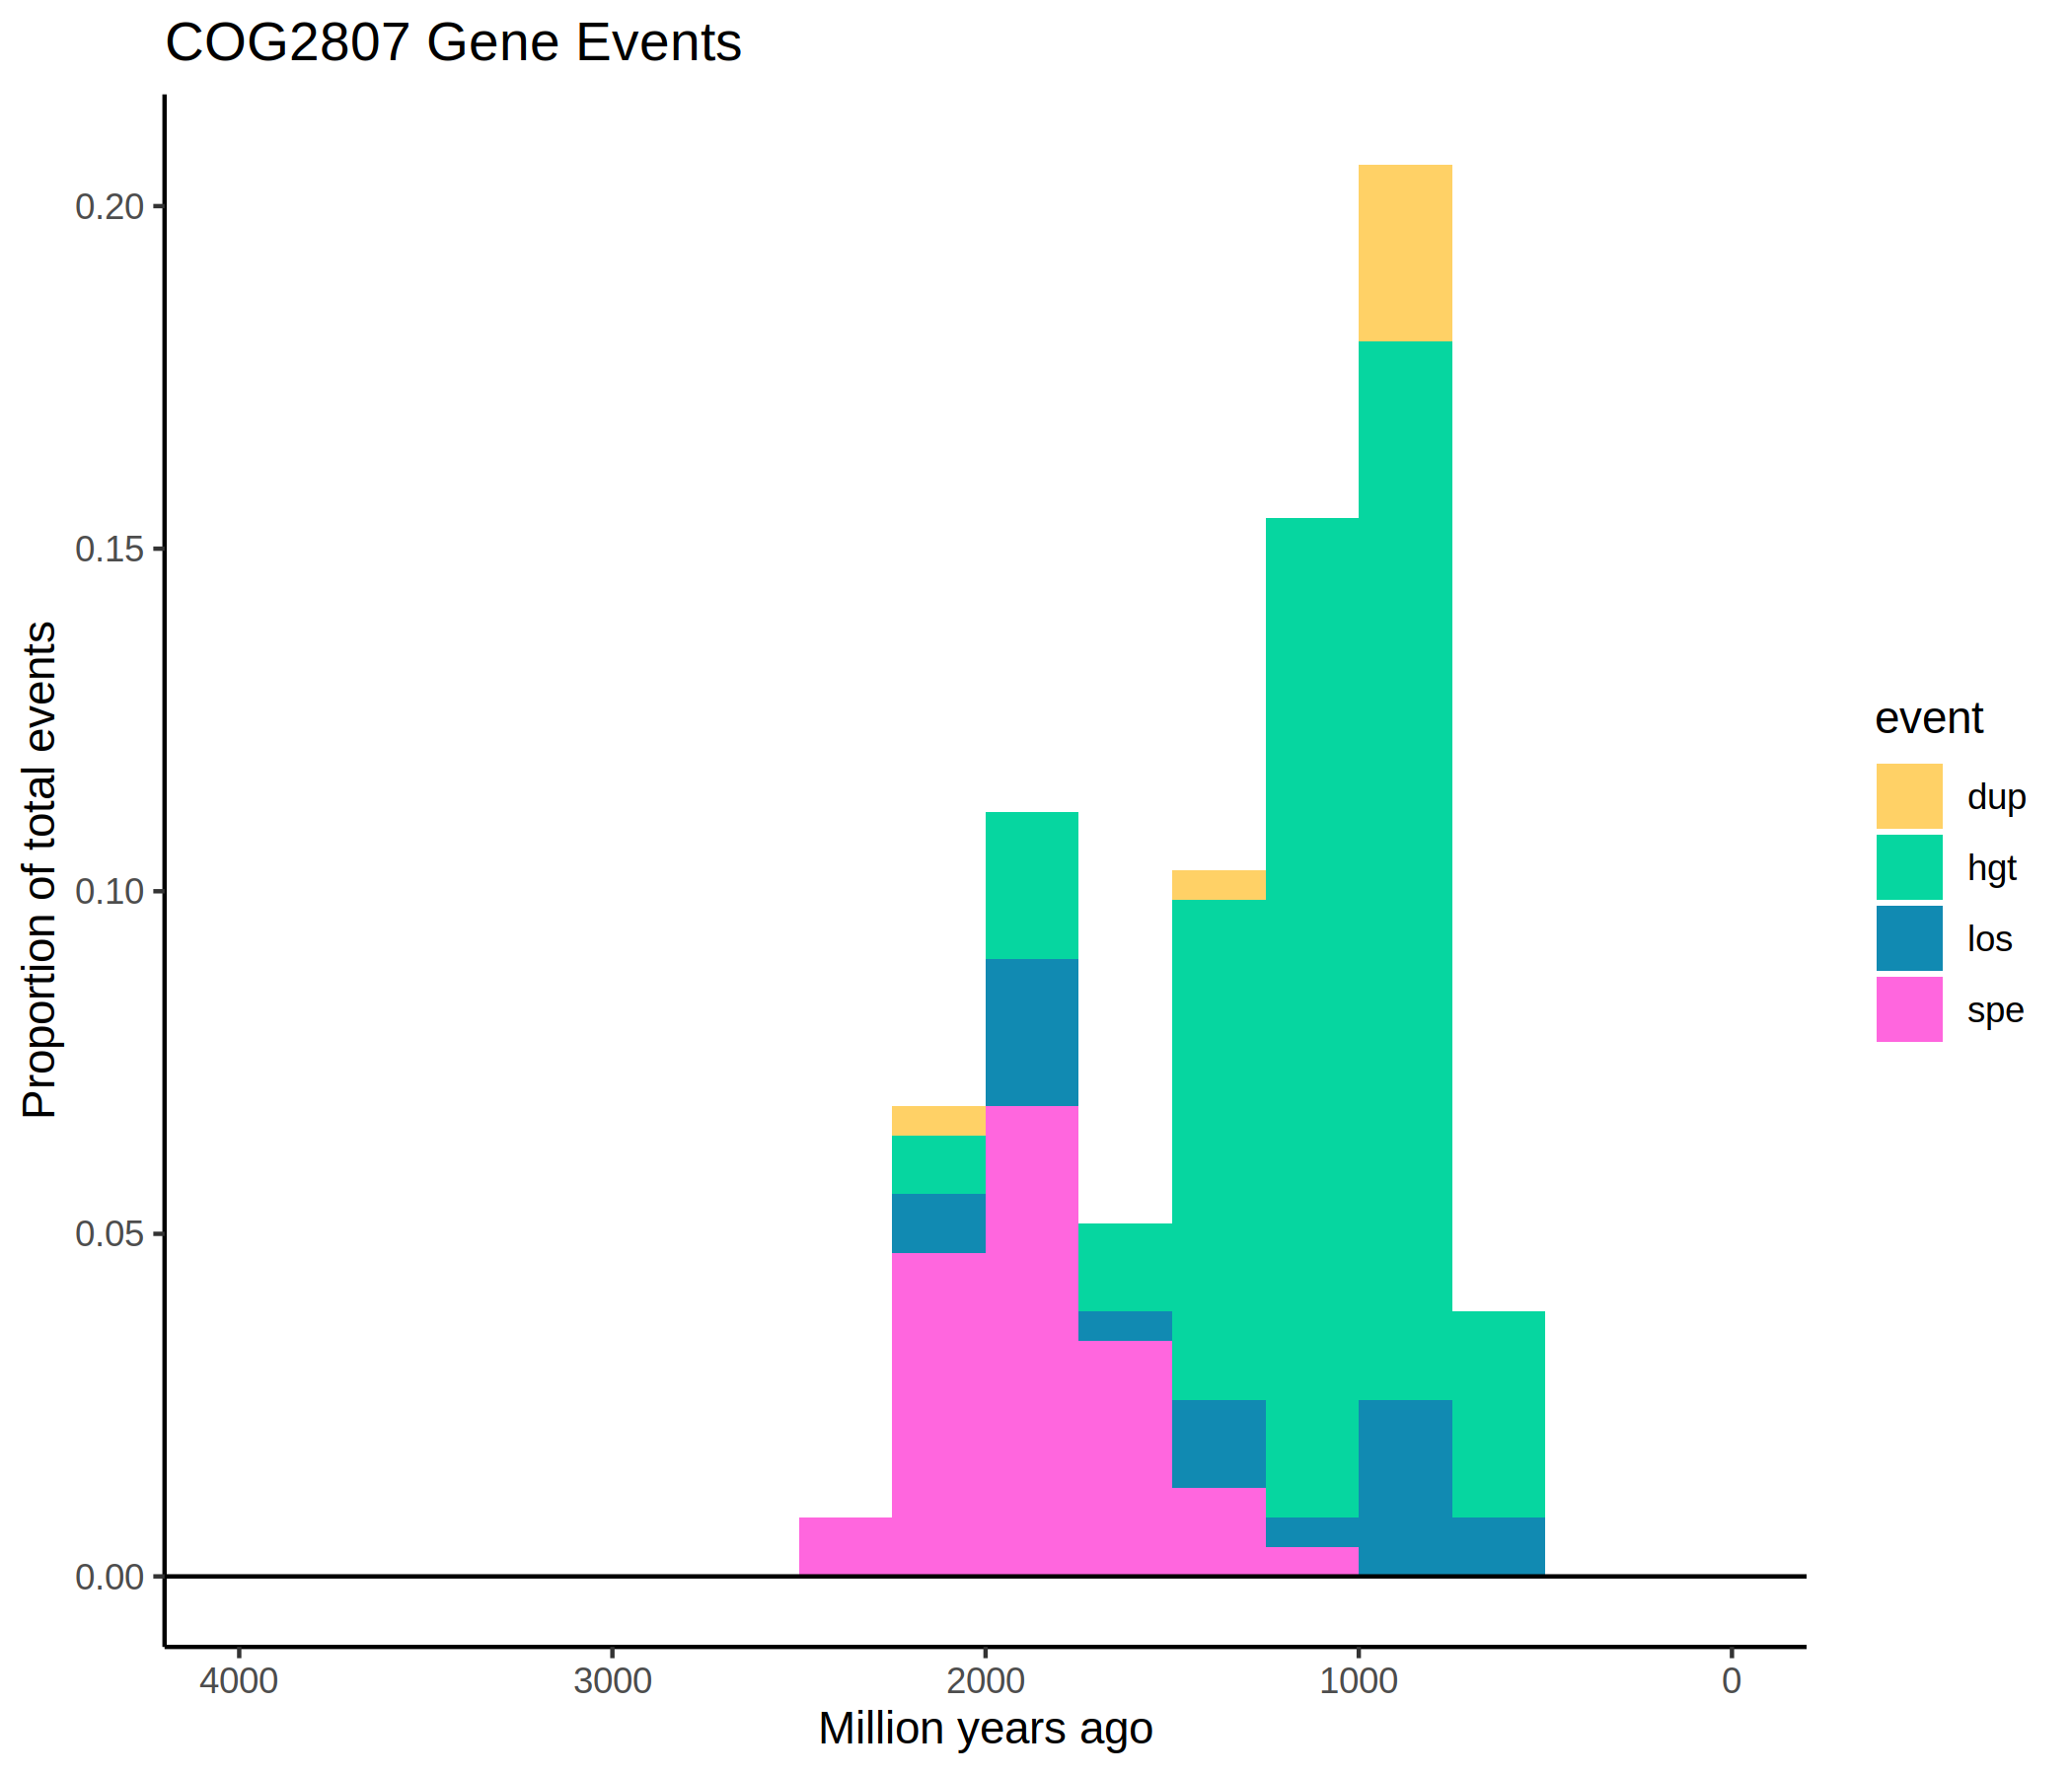 COG2807 Gene Events
Proportion of total events
0.20
0.15
0.10
0.05
0.00
4000 3000 2000 1000 0
Million years ago
event
dup
hgt
los
spe